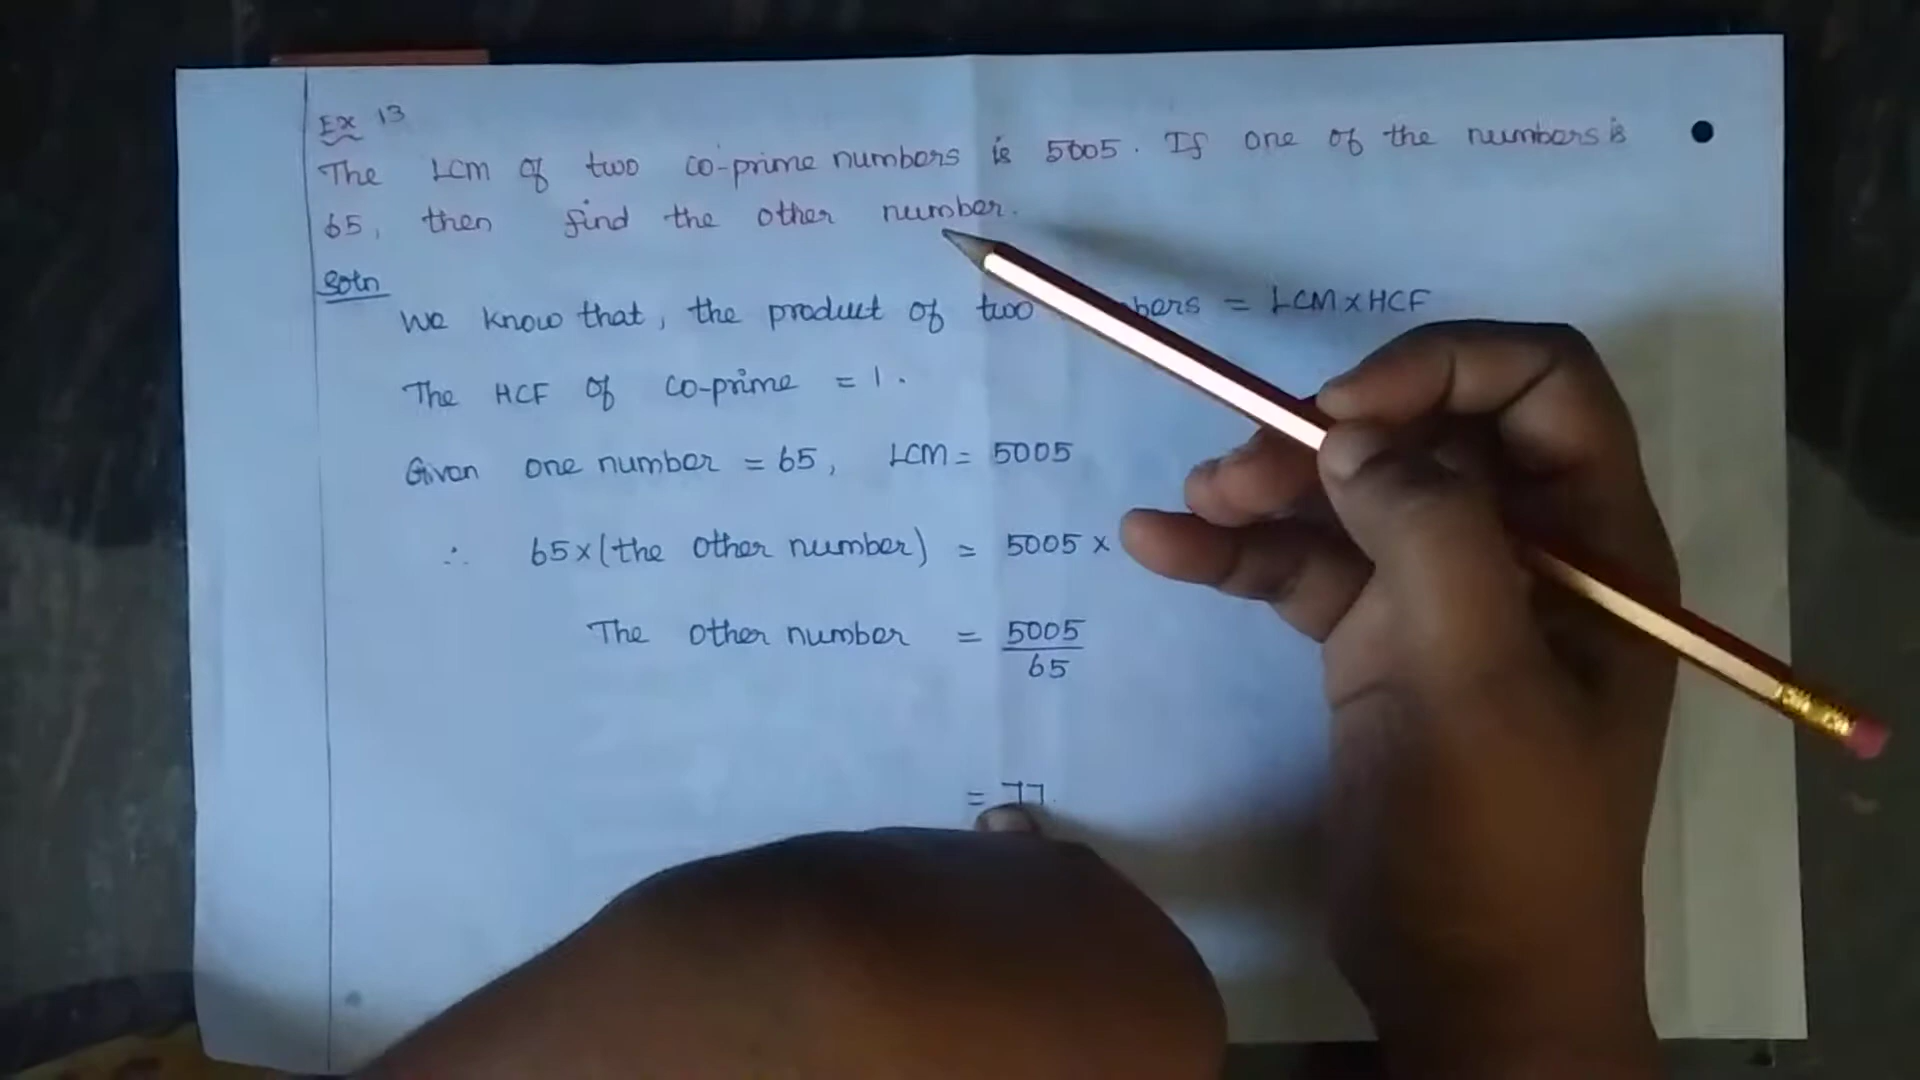 Ex 13
The LCM of two co-prime numbers is 5005. If one of the numbers is
65, then find the other number.
Soln
We know that, the product of two bers = LCM x HCF
The HCF of co-prime = 1.
Given one number = 65, LCM = 5005
∴ 65 x (the other number) = 5005 x
The other number = 5005/65
= 77.